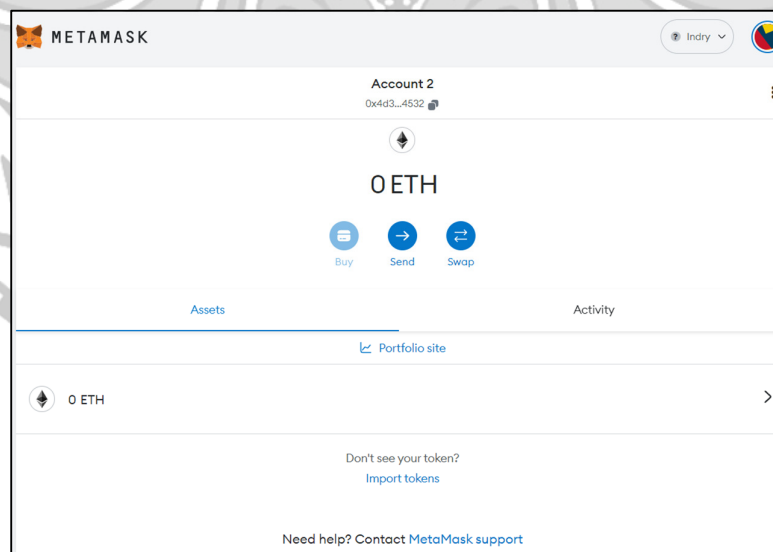 METAMASK
? Indry
Account 2
0x4d3...4532
0 ETH
Buy Send Swap
Assets Activity
Portfolio site
0 ETH
Don't see your token?
Import tokens
Need help? Contact MetaMask support